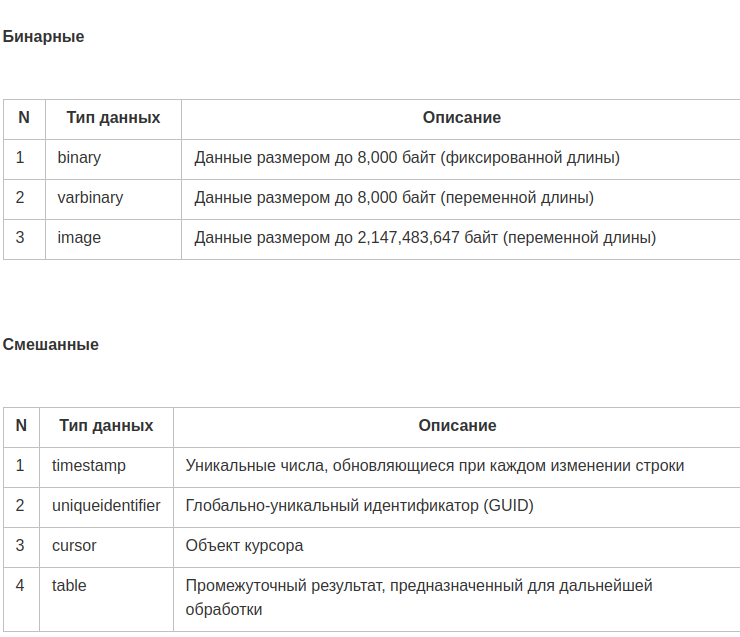 Бинарные
N Тип данных Описание
1 binary Данные размером до 8,000 байт (фиксированной длины)
2 varbinary Данные размером до 8,000 байт (переменной длины)
3 image Данные размером до 2,147,483,647 байт (переменной длины)
Смешанные
N Тип данных Описание
1 timestamp Уникальные числа, обновляющиеся при каждом изменении строки
2 uniqueidentifier Глобально-уникальный идентификатор (GUID)
3 cursor Объект курсора
4 table Промежуточный результат, предназначенный для дальнейшей
обработки